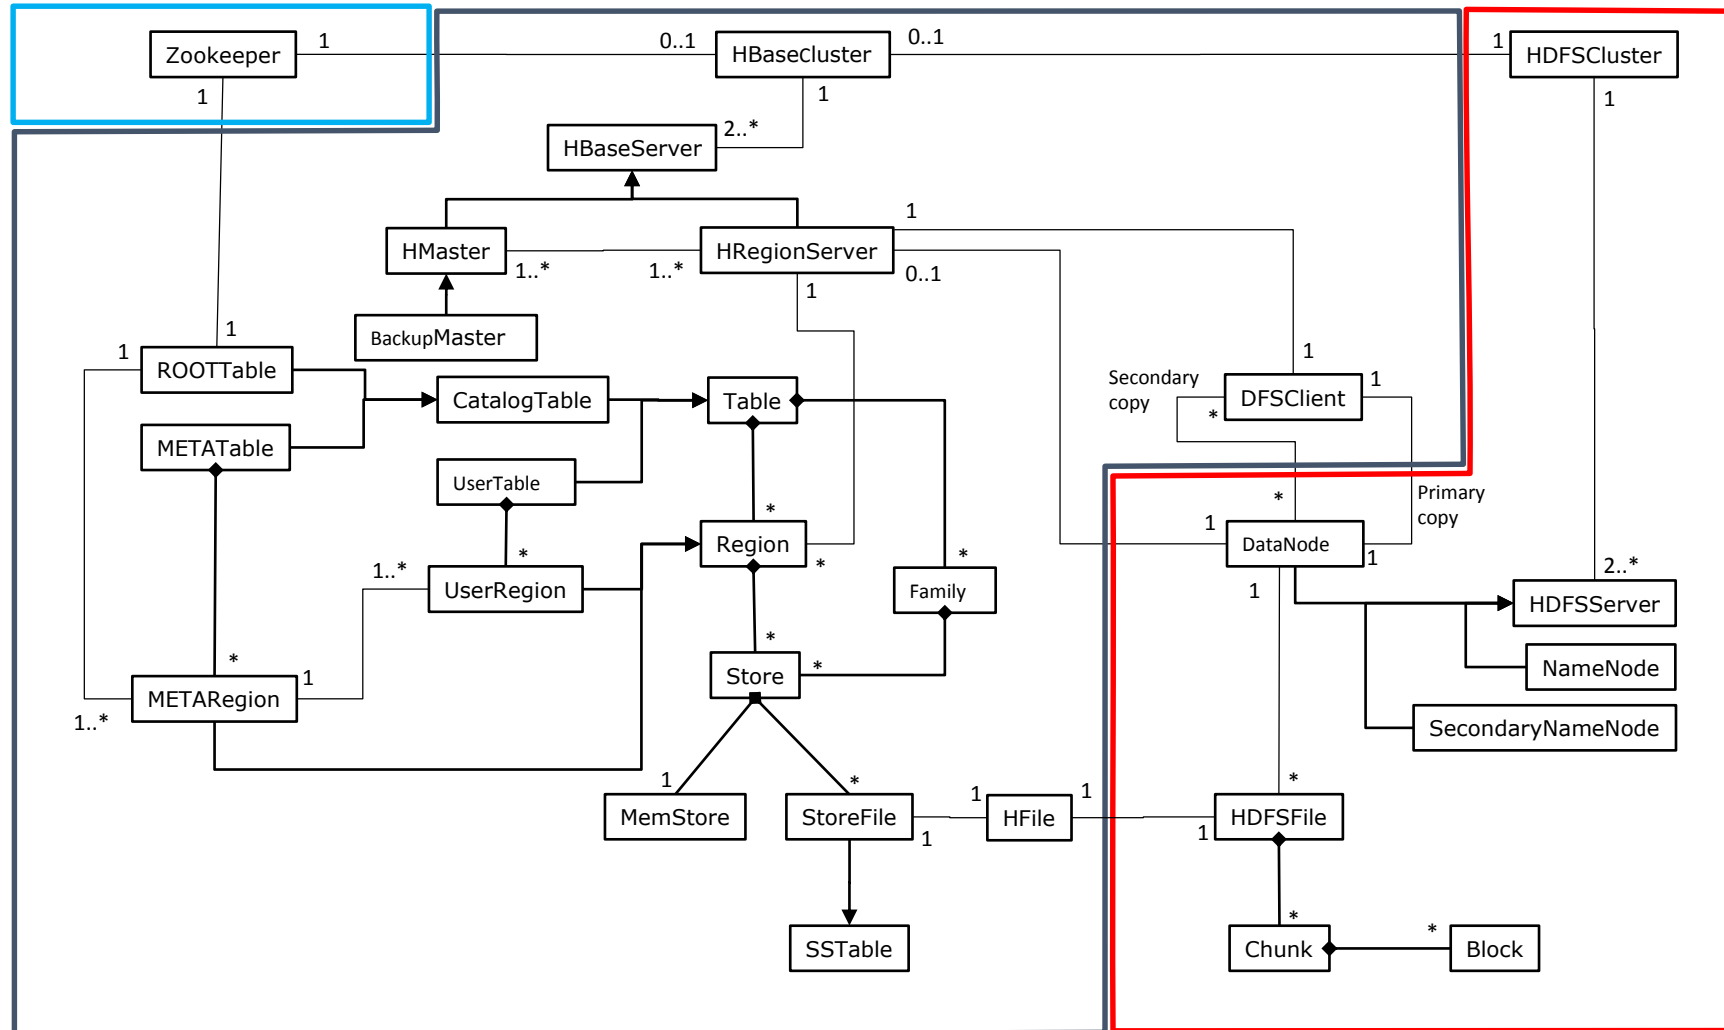 Zookeeper
1
0..1
HBaseCluster
0..1
1
HDFSCluster
1
1
1
2..*
HBaseServer
1
HMaster
1..*
1..*
HRegionServer
0..1
1
BackupMaster
1
1
ROOTTable
CatalogTable
Table
Secondary
copy
*
1
DFSClient
1
METATable
UserTable
*
*
1
Primary
copy
Region
*
DataNode
1
1..*
*
UserRegion
*
Family
1
2..*
HDFSServer
*
1
METARegion
1..*
*
*
Store
NameNode
SecondaryNameNode
1
MemStore
*
StoreFile
1
1
HFile
1
1
*
HDFSFile
SSTable
*
Chunk
*
Block